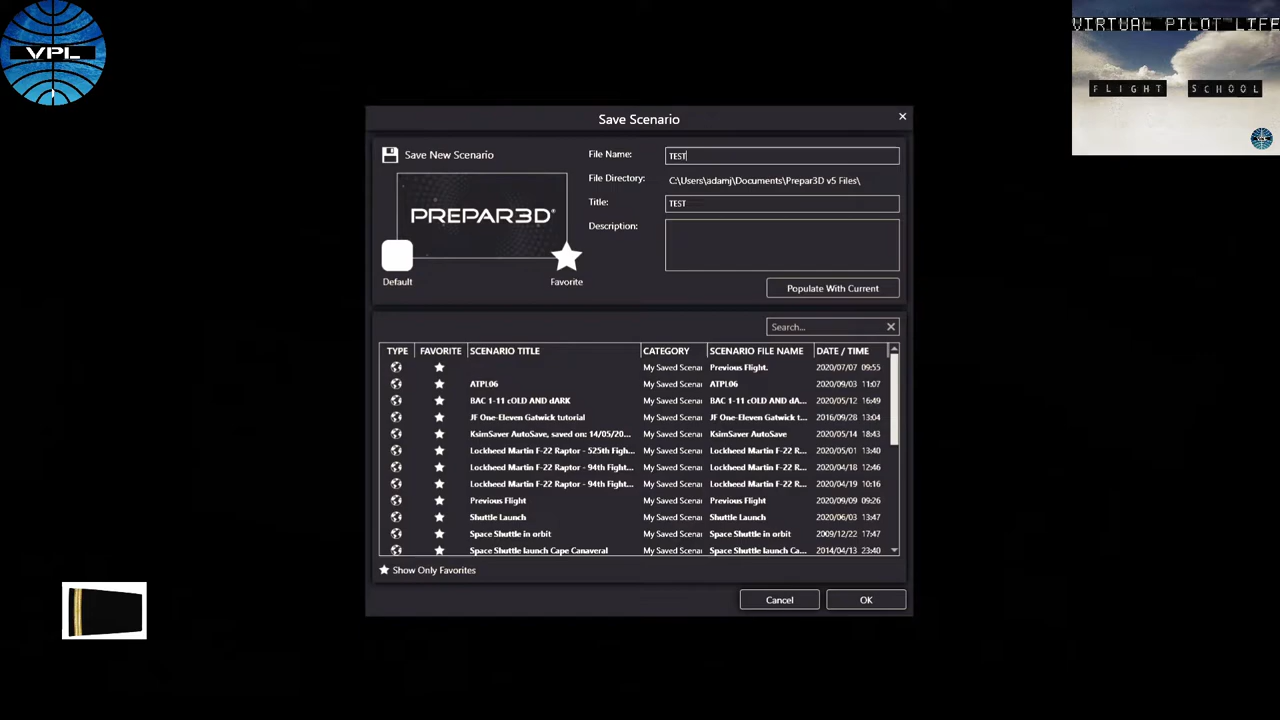 VPL
VIRTUAL PILOT LIFE
FLIGHT SCHOOL
Save Scenario
Save New Scenario
PREPAR3D®
Default
Favorite
File Name: TEST
File Directory: C:\Users\adamj\Documents\Prepar3D v5 Files\
Title: TEST
Description:
Populate With Current
Search...
TYPE FAVORITE SCENARIO TITLE CATEGORY SCENARIO FILE NAME DATE / TIME
My Saved Scenar Previous Flight. 2020/07/07 09:55
ATPL06 My Saved Scenar ATPL06 2020/09/03 11:07
BAC 1-11 cOLD AND dARK My Saved Scenar BAC 1-11 cOLD AND dA... 2020/05/12 16:49
JF One-Eleven Gatwick tutorial My Saved Scenar JF One-Eleven Gatwick t... 2016/09/28 13:04
KsimSaver AutoSave, saved on: 14/05/20... My Saved Scenar KsimSaver AutoSave 2020/05/14 18:43
Lockheed Martin F-22 Raptor - 525th Figh... My Saved Scenar Lockheed Martin F-22 R... 2020/05/01 13:40
Lockheed Martin F-22 Raptor - 94th Fight... My Saved Scenar Lockheed Martin F-22 R... 2020/04/18 12:46
Lockheed Martin F-22 Raptor - 94th Fight... My Saved Scenar Lockheed Martin F-22 R... 2020/04/19 10:16
Previous Flight My Saved Scenar Previous Flight 2020/09/09 09:26
Shuttle Launch My Saved Scenar Shuttle Launch 2020/06/03 13:47
Space Shuttle in orbit My Saved Scenar Space Shuttle in orbit 2009/12/22 17:47
Space Shuttle launch Cape Canaveral My Saved Scenar Space Shuttle launch Ca... 2014/04/13 23:40
Show Only Favorites
Cancel
OK